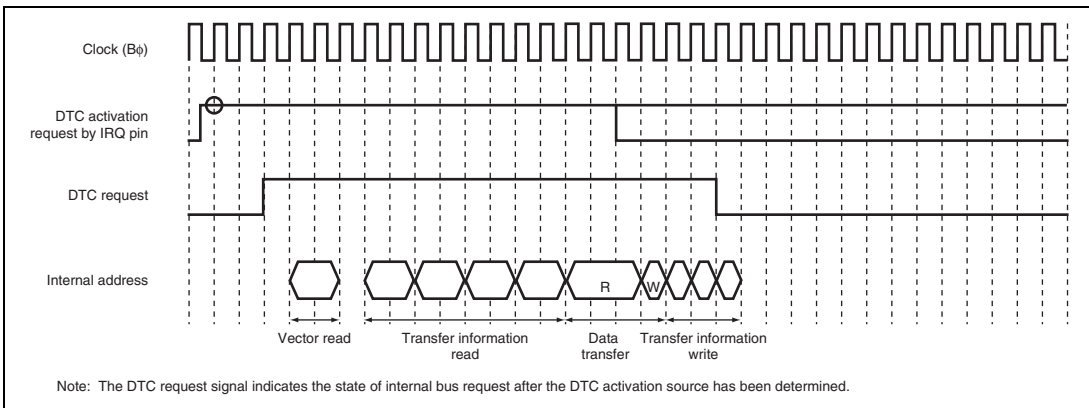 Clock (Bϕ)
DTC activation
request by IRQ pin
DTC request
Internal address
R
W
Vector read
Transfer information
read
Data
transfer
Transfer information
write
Note: The DTC request signal indicates the state of internal bus request after the DTC activation source has been determined.